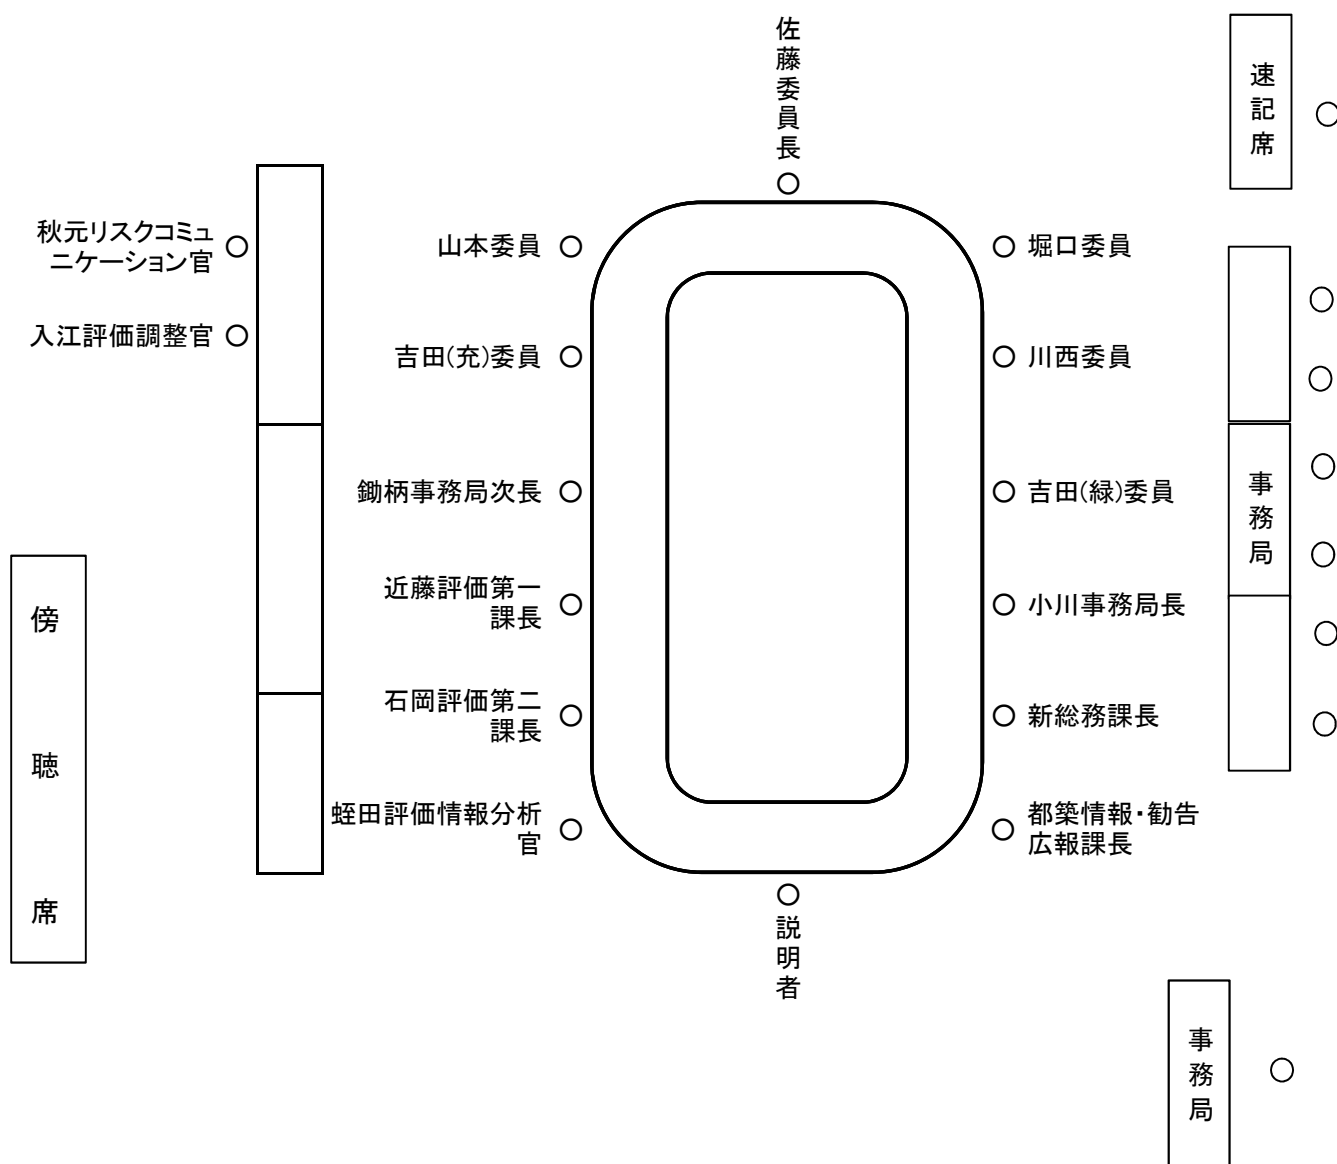 佐藤委員長
速記席
秋元リスクコミュ
ニケーション官
山本委員
堀口委員
入江評価調整官
吉田(充)委員
川西委員
鋤柄事務局次長
吉田(緑)委員
事務局
近藤評価第一
課長
小川事務局長
傍聴席
石岡評価第二
課長
新総務課長
蛭田評価情報分析
官
都築情報・勧告
広報課長
説明者
事務局